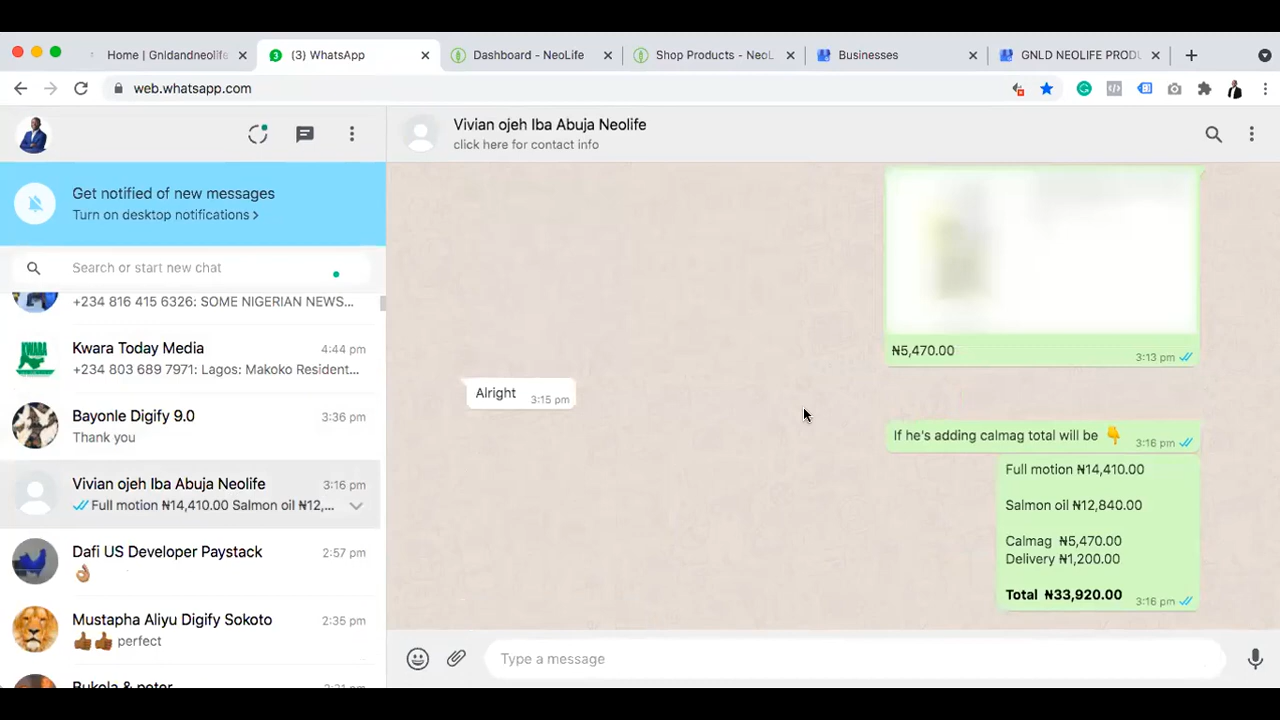 Home | Gnldandneolife
(3) WhatsApp
Dashboard - NeoLife
Shop Products - NeoL
Businesses
GNLD NEOLIFE PRODU
web.whatsapp.com
Get notified of new messages
Turn on desktop notifications >
Search or start new chat
+234 816 415 6326: SOME NIGERIAN NEWS...
Kwara Today Media 4:44 pm
+234 803 689 7971: Lagos: Makoko Resident...
Bayonle Digify 9.0 3:36 pm
Thank you
Vivian ojeh Iba Abuja Neolife 3:16 pm
Full motion ₦14,410.00 Salmon oil ₦12,...
Dafi US Developer Paystack 2:57 pm
Mustapha Aliyu Digify Sokoto 2:35 pm
perfect
Bukola & peter
Vivian ojeh Iba Abuja Neolife
click here for contact info
₦5,470.00 3:13 pm
Alright 3:15 pm
If he's adding calmag total will be 👇 3:16 pm
Full motion ₦14,410.00
Salmon oil ₦12,840.00
Calmag ₦5,470.00
Delivery ₦1,200.00
Total ₦33,920.00 3:16 pm
Type a message